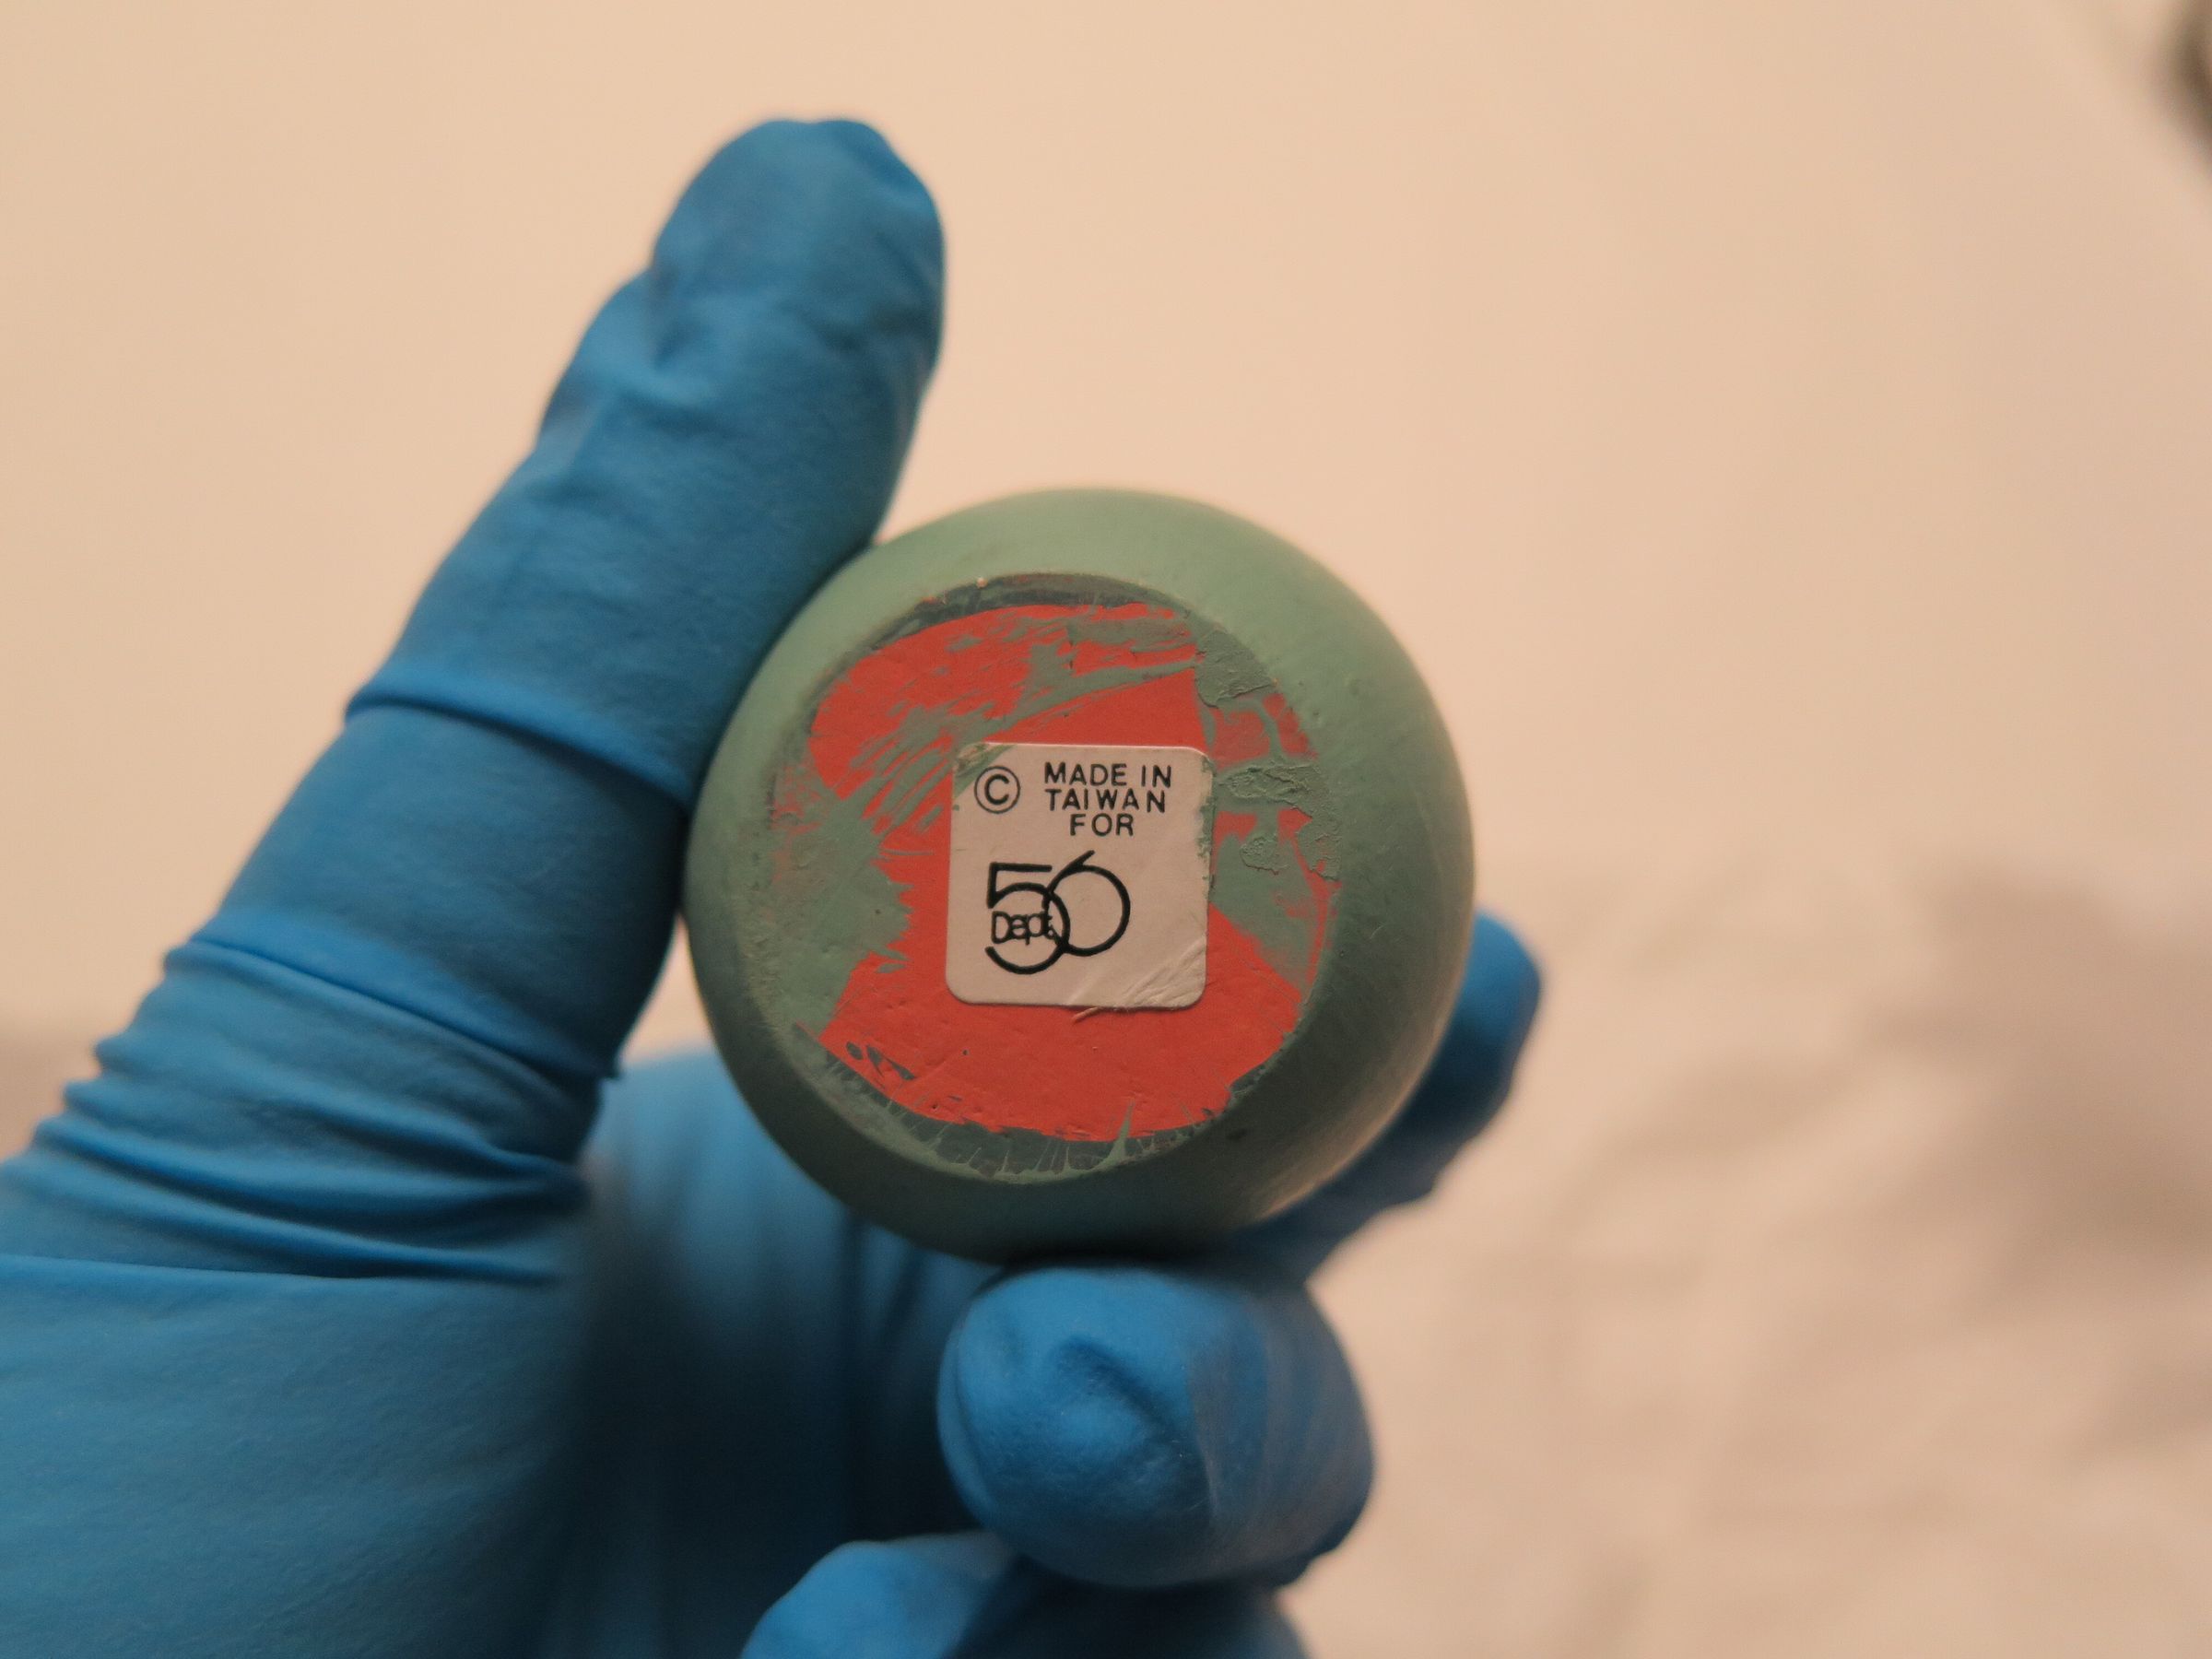 © MADE IN
TAIWAN
FOR
56
Dept.